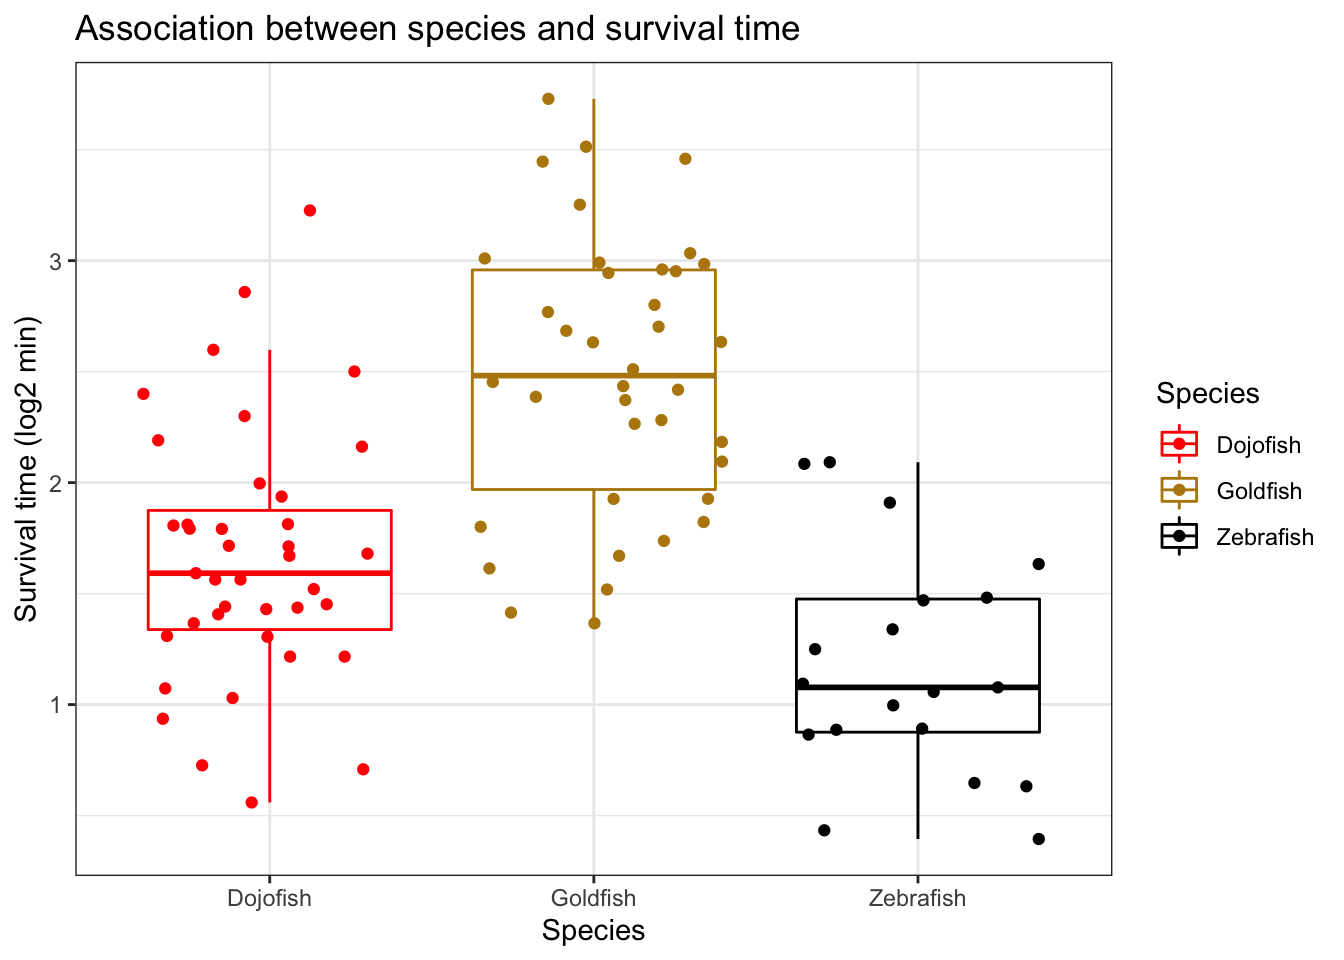 Association between species and survival time
Survival time (log2 min)
3
2
1
Dojofish
Goldfish
Zebrafish
Species
Species
Dojofish
Goldfish
Zebrafish